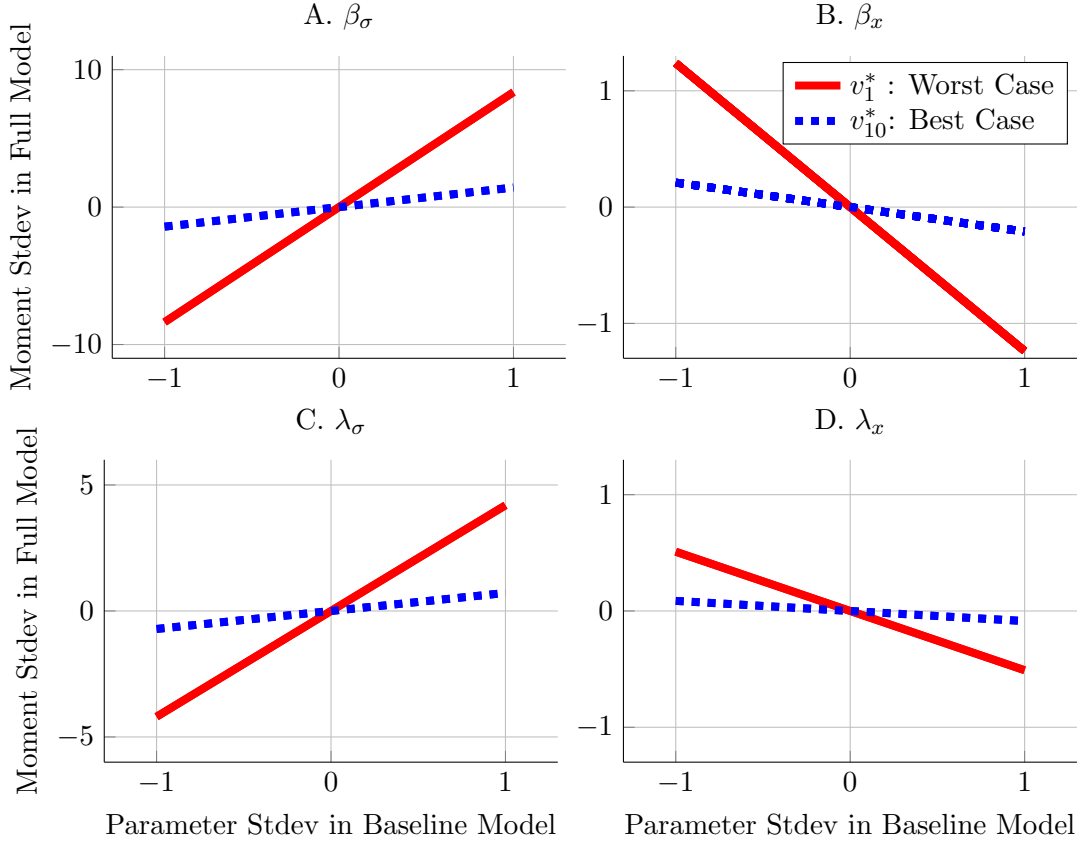 A. βσ
B. βx
Moment Stdev in Full Model
10
0
−10
−1
0
1
1
0
−1
−1
0
1
v*1 : Worst Case
v*10: Best Case
C. λσ
D. λx
Moment Stdev in Full Model
5
0
−5
−1
0
1
1
0
−1
−1
0
1
Parameter Stdev in Baseline Model
Parameter Stdev in Baseline Model